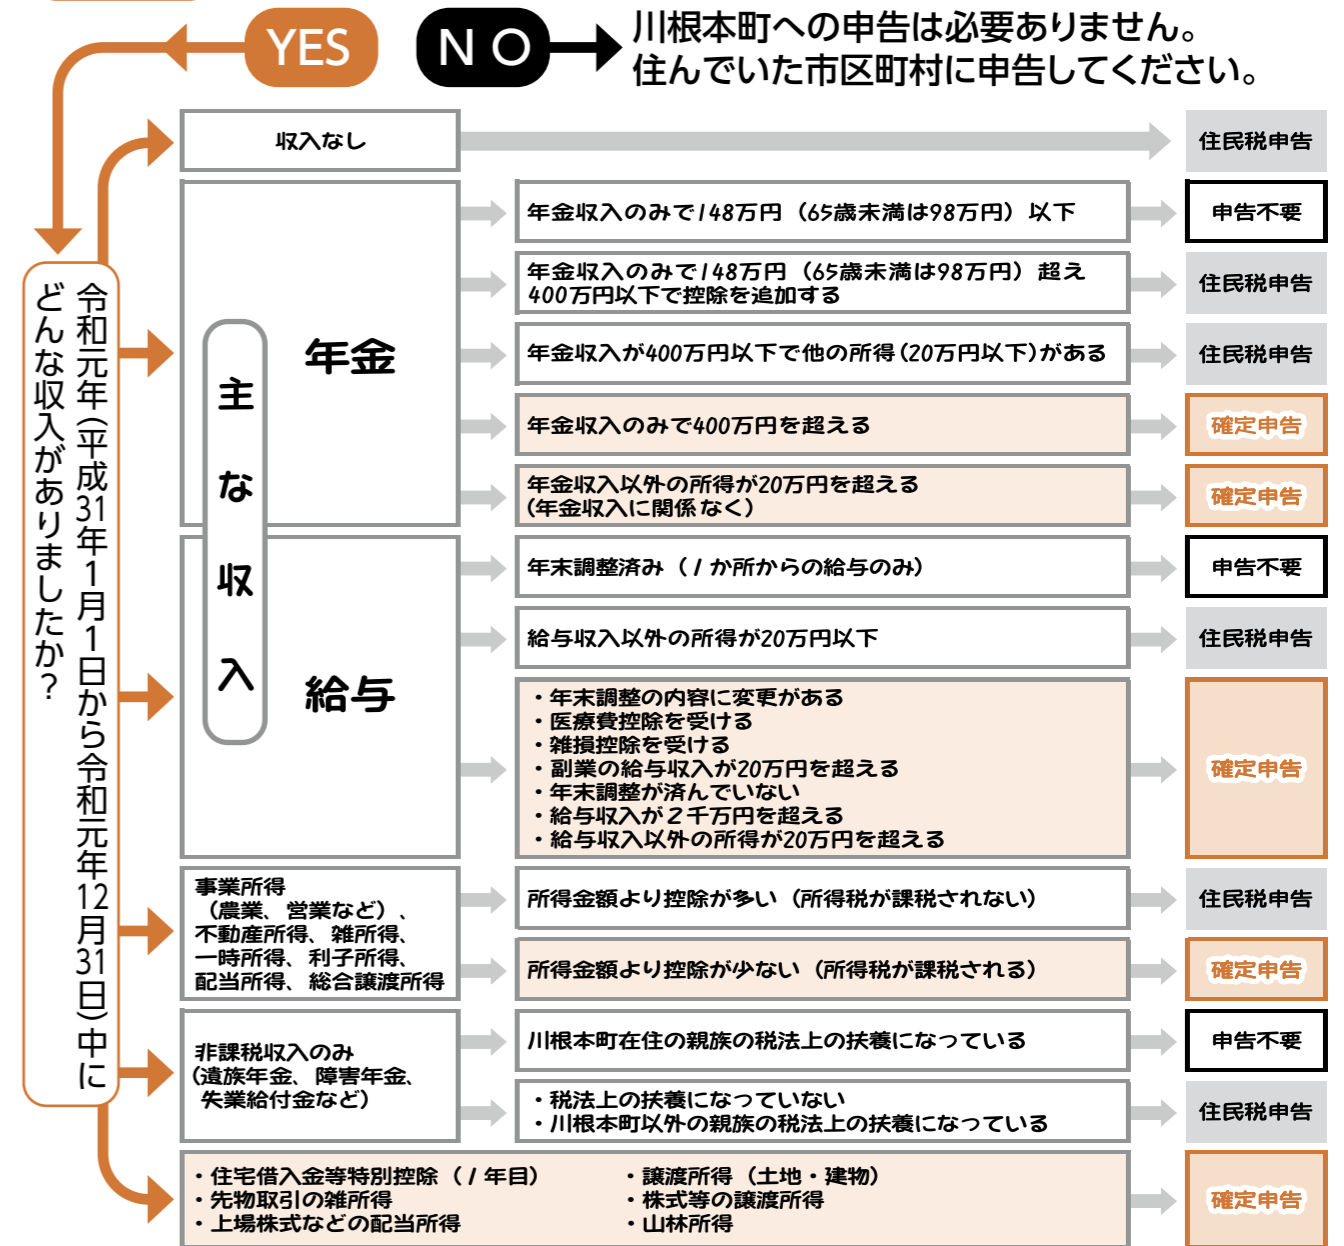 YES
NO
川根本町への申告は必要ありません。
住んでいた市区町村に申告してください。
令和元年(平成31年1月1日から令和元年12月31日)中に
どんな収入がありましたか?
収入なし
住民税申告
主な収入
年金
年金収入のみで148万円(65歳未満は98万円)以下
申告不要
年金収入のみで148万円(65歳未満は98万円)超え
400万円以下で控除を追加する
住民税申告
年金収入が400万円以下で他の所得(20万円以下)がある
住民税申告
年金収入のみで400万円を超える
確定申告
年金収入以外の所得が20万円を超える
(年金収入に関係なく)
確定申告
給与
年末調整済み(1か所からの給与のみ)
申告不要
給与収入以外の所得が20万円以下
住民税申告
・年末調整の内容に変更がある
・医療費控除を受ける
・雑損控除を受ける
・副業の給与収入が20万円を超える
・年末調整が済んでいない
・給与収入が2千万円を超える
・給与収入以外の所得が20万円を超える
確定申告
事業所得
(農業、営業など)、
不動産所得、雑所得、
一時所得、利子所得、
配当所得、総合譲渡所得
所得金額より控除が多い(所得税が課税されない)
住民税申告
所得金額より控除が少ない(所得税が課税される)
確定申告
非課税収入のみ
(遺族年金、障害年金、
失業給付金など)
川根本町在住の親族の税法上の扶養になっている
申告不要
・税法上の扶養になっていない
・川根本町以外の親族の税法上の扶養になっている
住民税申告
・住宅借入金等特別控除(1年目)
・先物取引の雑所得
・上場株式などの配当所得
・譲渡所得(土地・建物)
・株式等の譲渡所得
・山林所得
確定申告